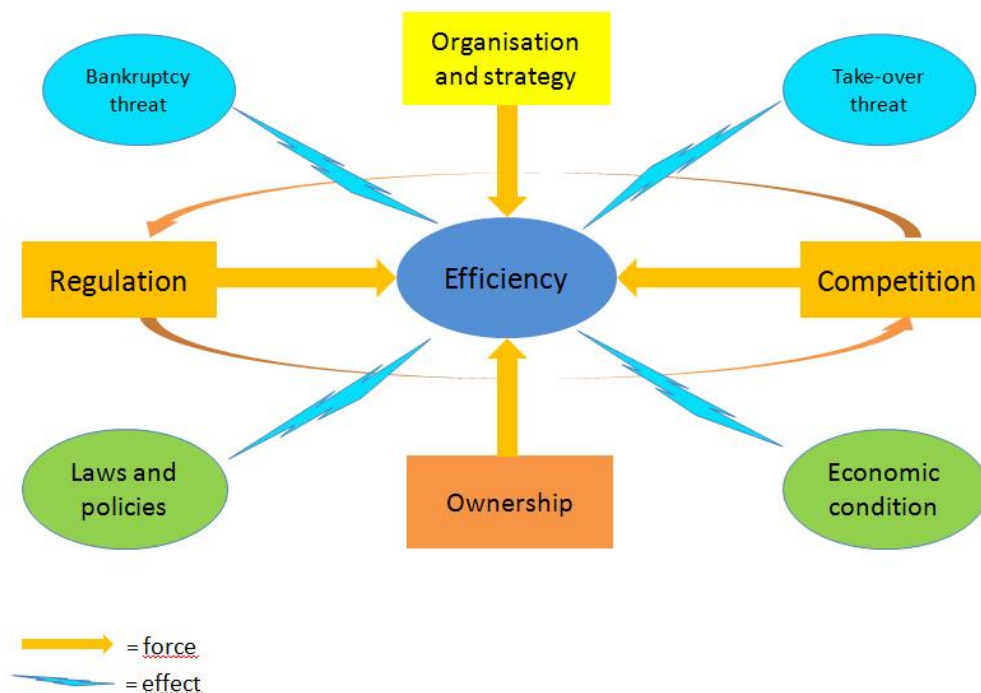 Organisation
and strategy
Bankruptcy
threat
Take-over
threat
Regulation
Efficiency
Competition
Laws and
policies
Ownership
Economic
condition
= force
= effect